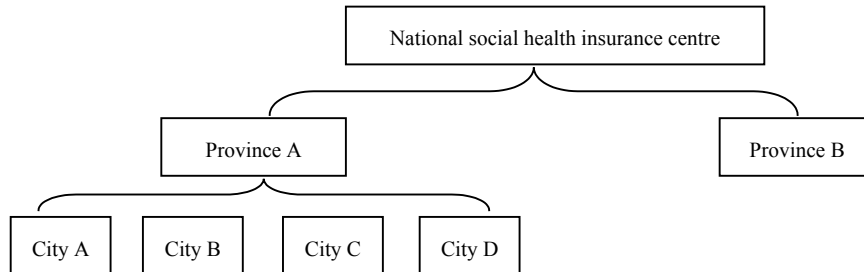 National social health insurance centre
Province A
Province B
City A
City B
City C
City D